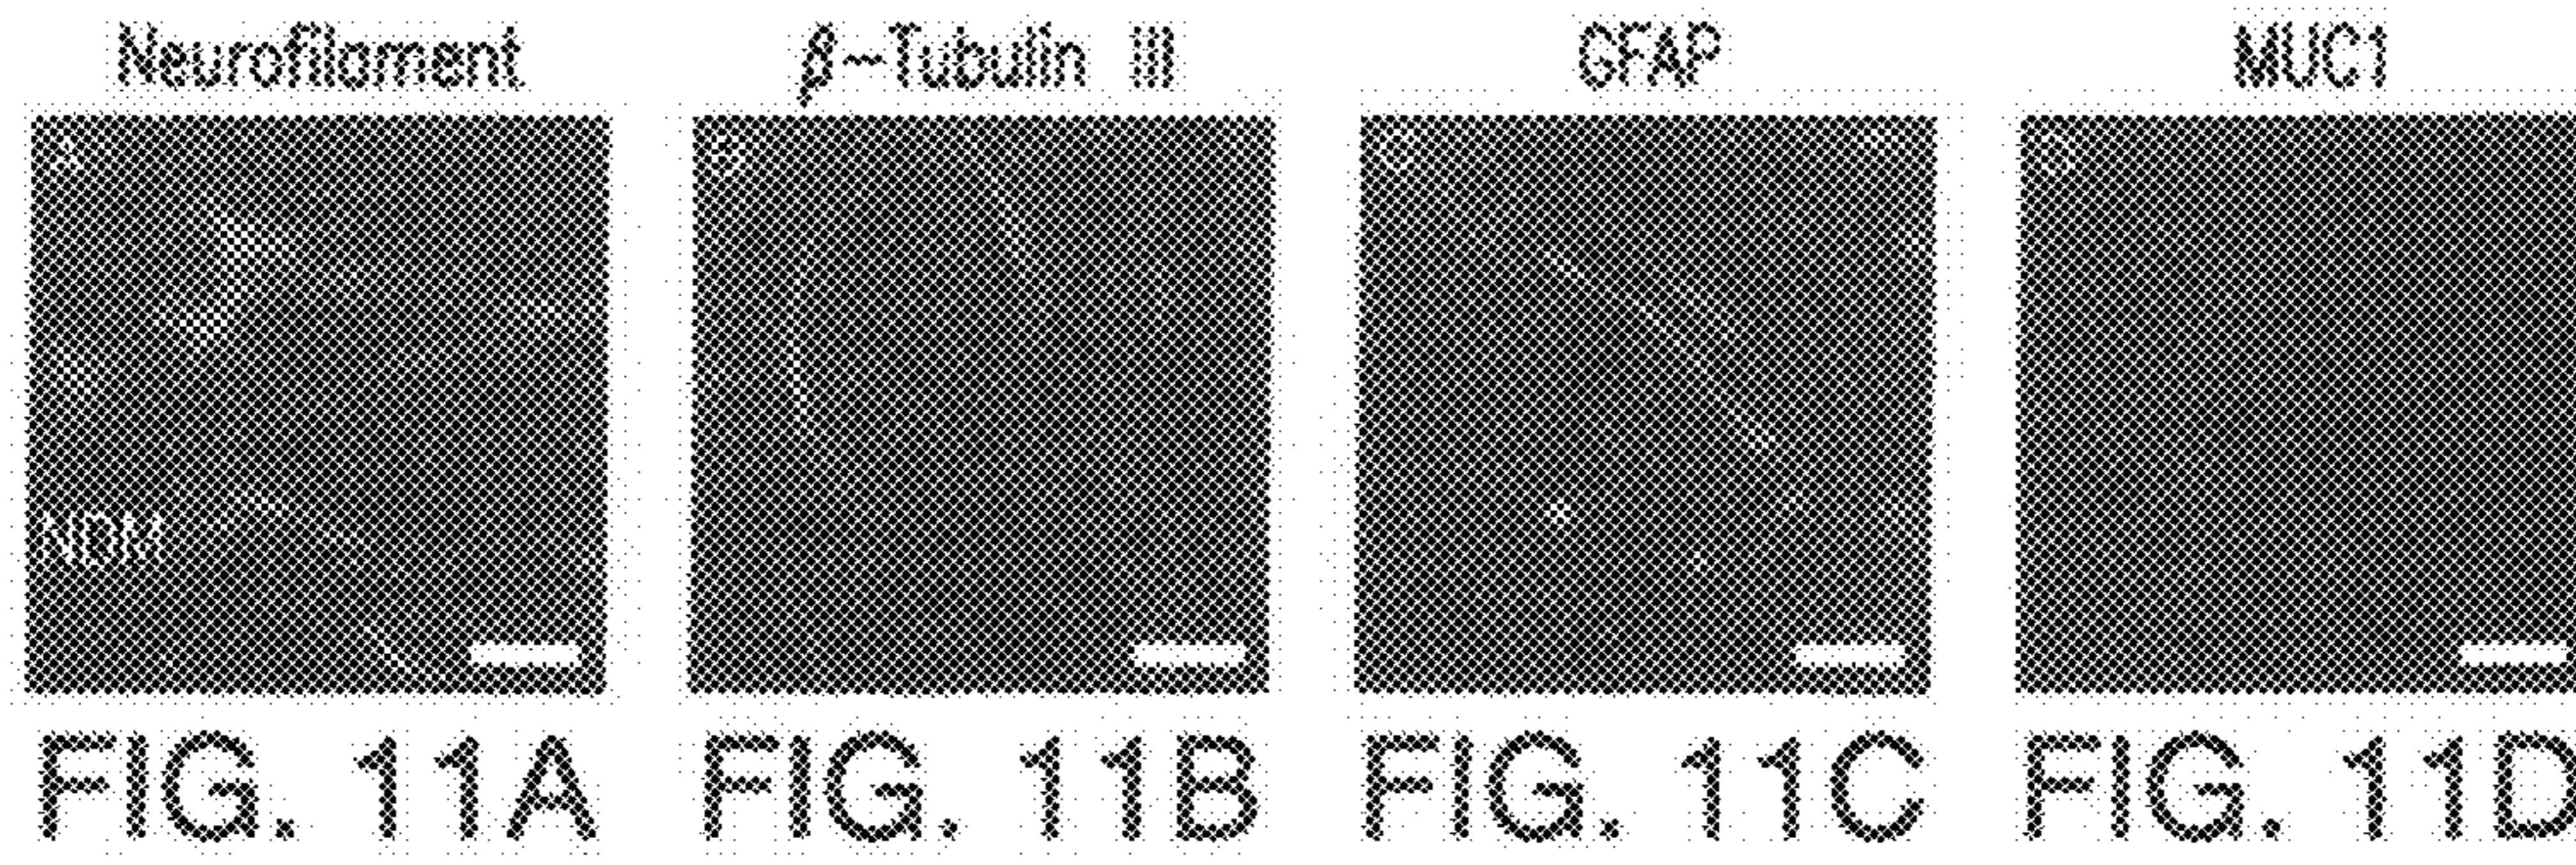 Neurofilament β-Tubulin III GFAP MUC1
A B C D
NDM
FIG. 11A FIG. 11B FIG. 11C FIG. 11D